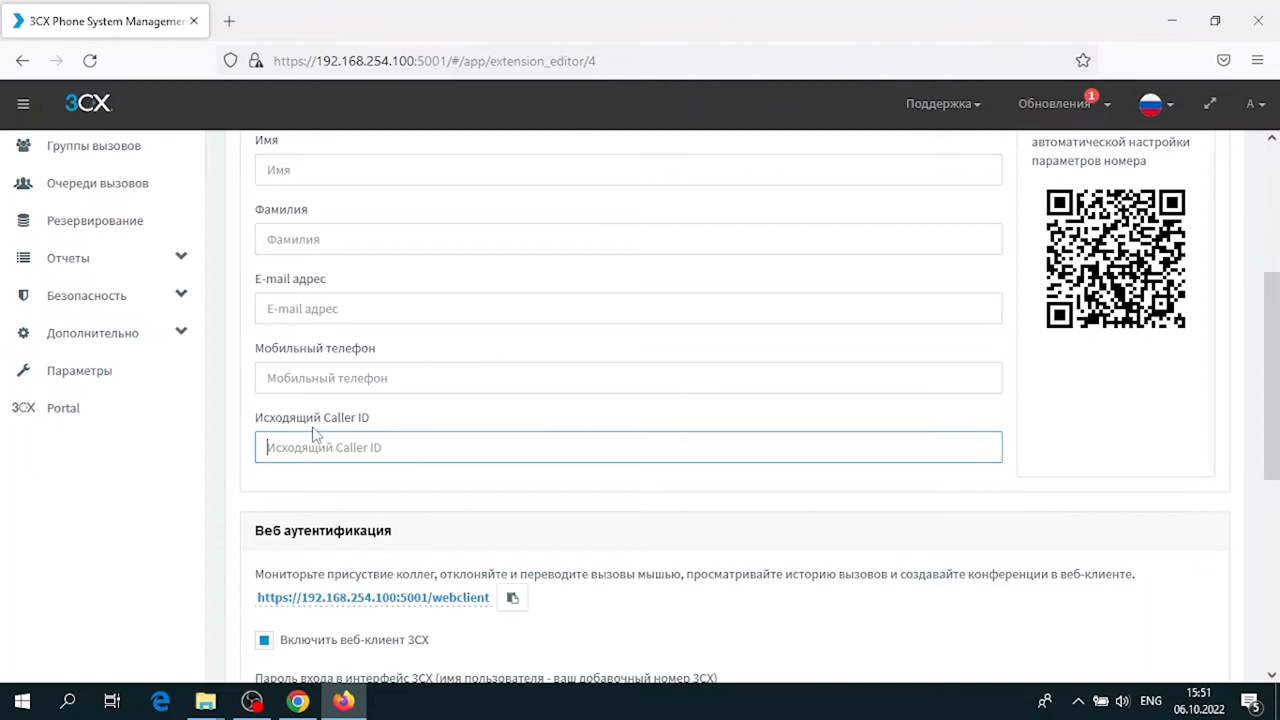 3CX Phone System Managemen
https://192.168.254.100:5001/#/app/extension_editor/4
3CX
Поддержка
Обновления
1
A
Группы вызовов
Очереди вызовов
Резервирование
Отчеты
Безопасность
Дополнительно
Параметры
3CX Portal
Имя
Имя
Фамилия
Фамилия
E-mail адрес
E-mail адрес
Мобильный телефон
Мобильный телефон
Исходящий Caller ID
Исходящий Caller ID
автоматической настройки
параметров номера
Веб аутентификация
Мониторьте присуствие коллег, отклоняйте и переводите вызовы мышью, просматривайте историю вызовов и создавайте конференции в веб-клиенте.
https://192.168.254.100:5001/webclient
Включить веб-клиент 3CX
Пароль входа в интерфейс 3CX (имя пользователя - ваш добавочный номер 3CX)
ENG
15:51
06.10.2022
5